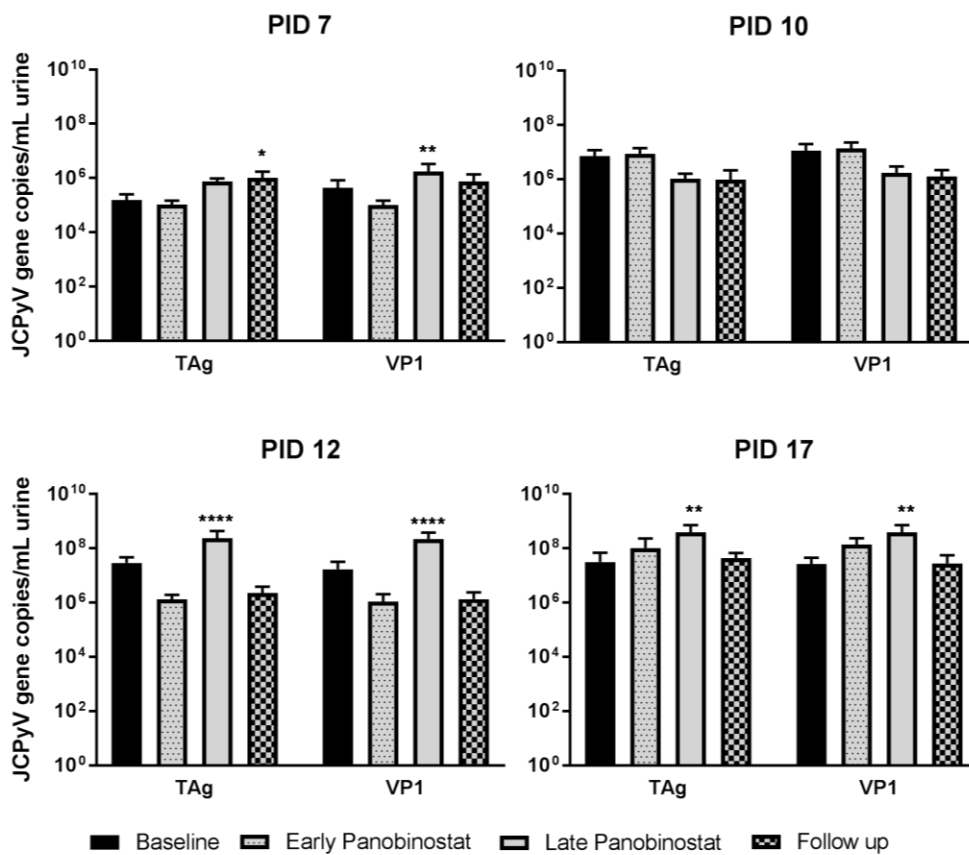 PID 7
JCPyV gene copies/mL urine
10^10
10^8
10^6
10^4
10^2
10^0
*
**
TAg
VP1
PID 10
10^10
10^8
10^6
10^4
10^2
10^0
TAg
VP1
PID 12
JCPyV gene copies/mL urine
10^10
10^8
10^6
10^4
10^2
10^0
****
****
TAg
VP1
PID 17
10^10
10^8
10^6
10^4
10^2
10^0
**
**
TAg
VP1
Baseline Early Panobinostat Late Panobinostat Follow up